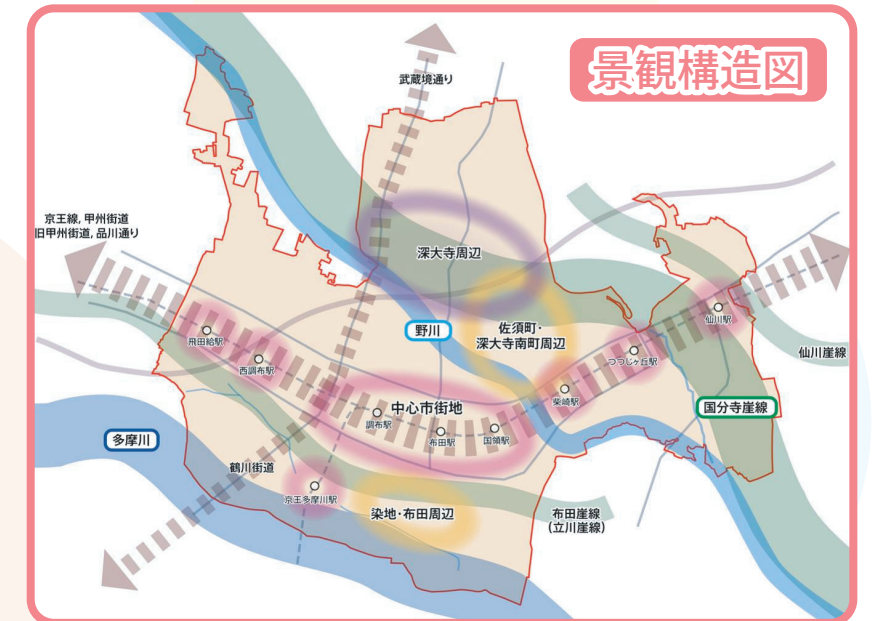 景観構造図
武蔵境通り
京王線, 甲州街道
旧甲州街道, 品川通り
深大寺周辺
仙川駅
野川
佐須町・
深大寺南町周辺
飛田給駅
つつじヶ丘駅
仙川崖線
西調布駅
柴崎駅
中心市街地
国分寺崖線
調布駅
布田駅
国領駅
多摩川
鶴川街道
京王多摩川駅
染地・布田周辺
布田崖線
(立川崖線)